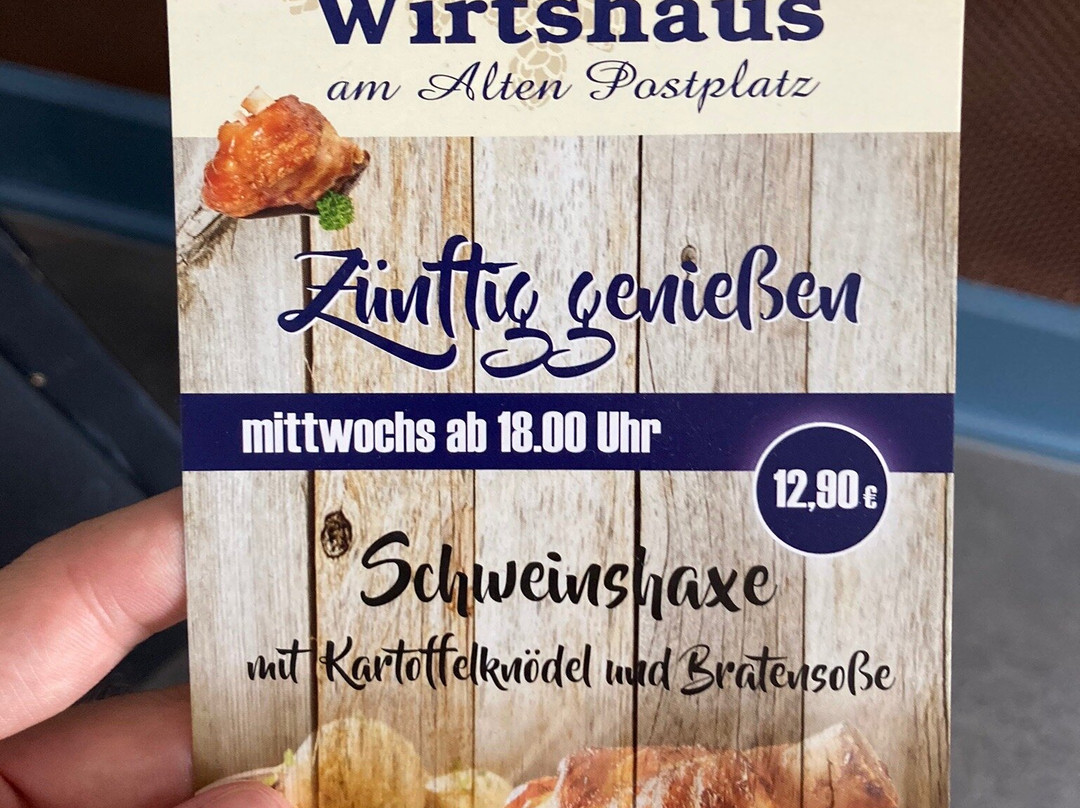 Wirtshaus
am Alten Postplatz
Zünftig genießen
mittwochs ab 18.00 Uhr
12,90 €
Schweinshaxe
mit Kartoffelknödel und Bratensoße